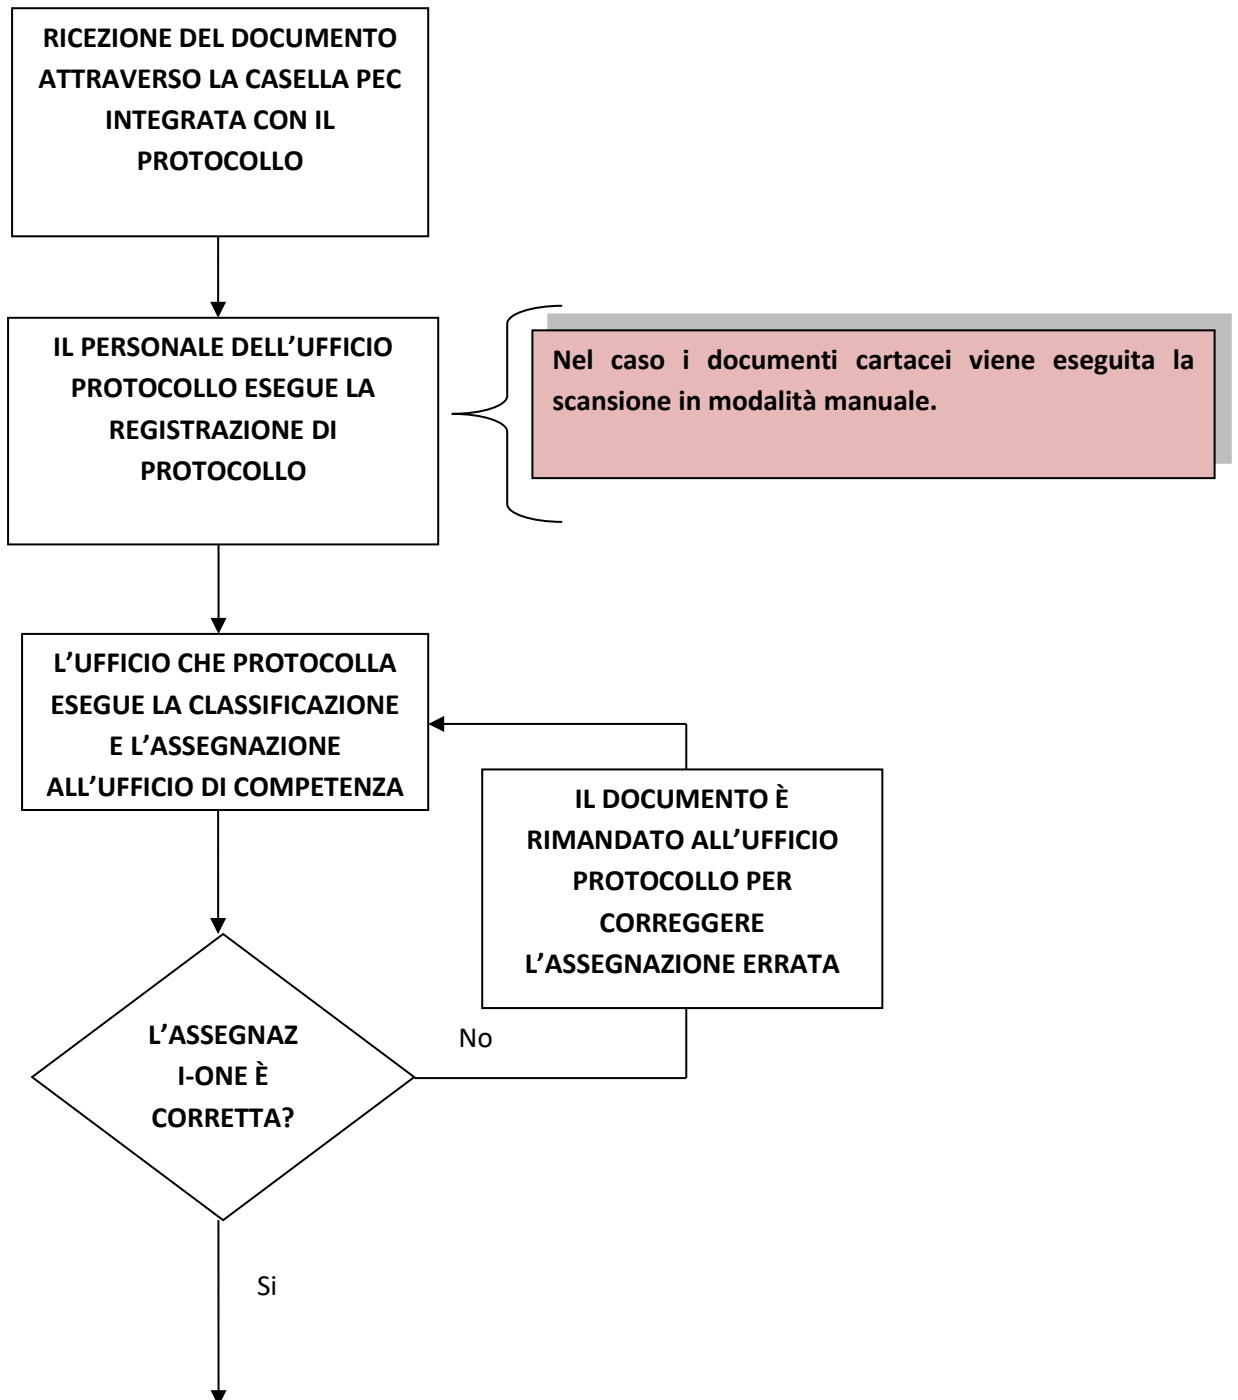 RICEZIONE DEL DOCUMENTO
ATTRAVERSO LA CASELLA PEC
INTEGRATA CON IL
PROTOCOLLO
IL PERSONALE DELL’UFFICIO
PROTOCOLLO ESEGUE LA
REGISTRAZIONE DI
PROTOCOLLO
Nel caso i documenti cartacei viene eseguita la
scansione in modalità manuale.
L’UFFICIO CHE PROTOCOLLA
ESEGUE LA CLASSIFICAZIONE
E L’ASSEGNAZIONE
ALL’UFFICIO DI COMPETENZA
IL DOCUMENTO È
RIMANDATO ALL’UFFICIO
PROTOCOLLO PER
CORREGGERE
L’ASSEGNAZIONE ERRATA
L’ASSEGNAZ
I-ONE È
CORRETTA?
No
Si